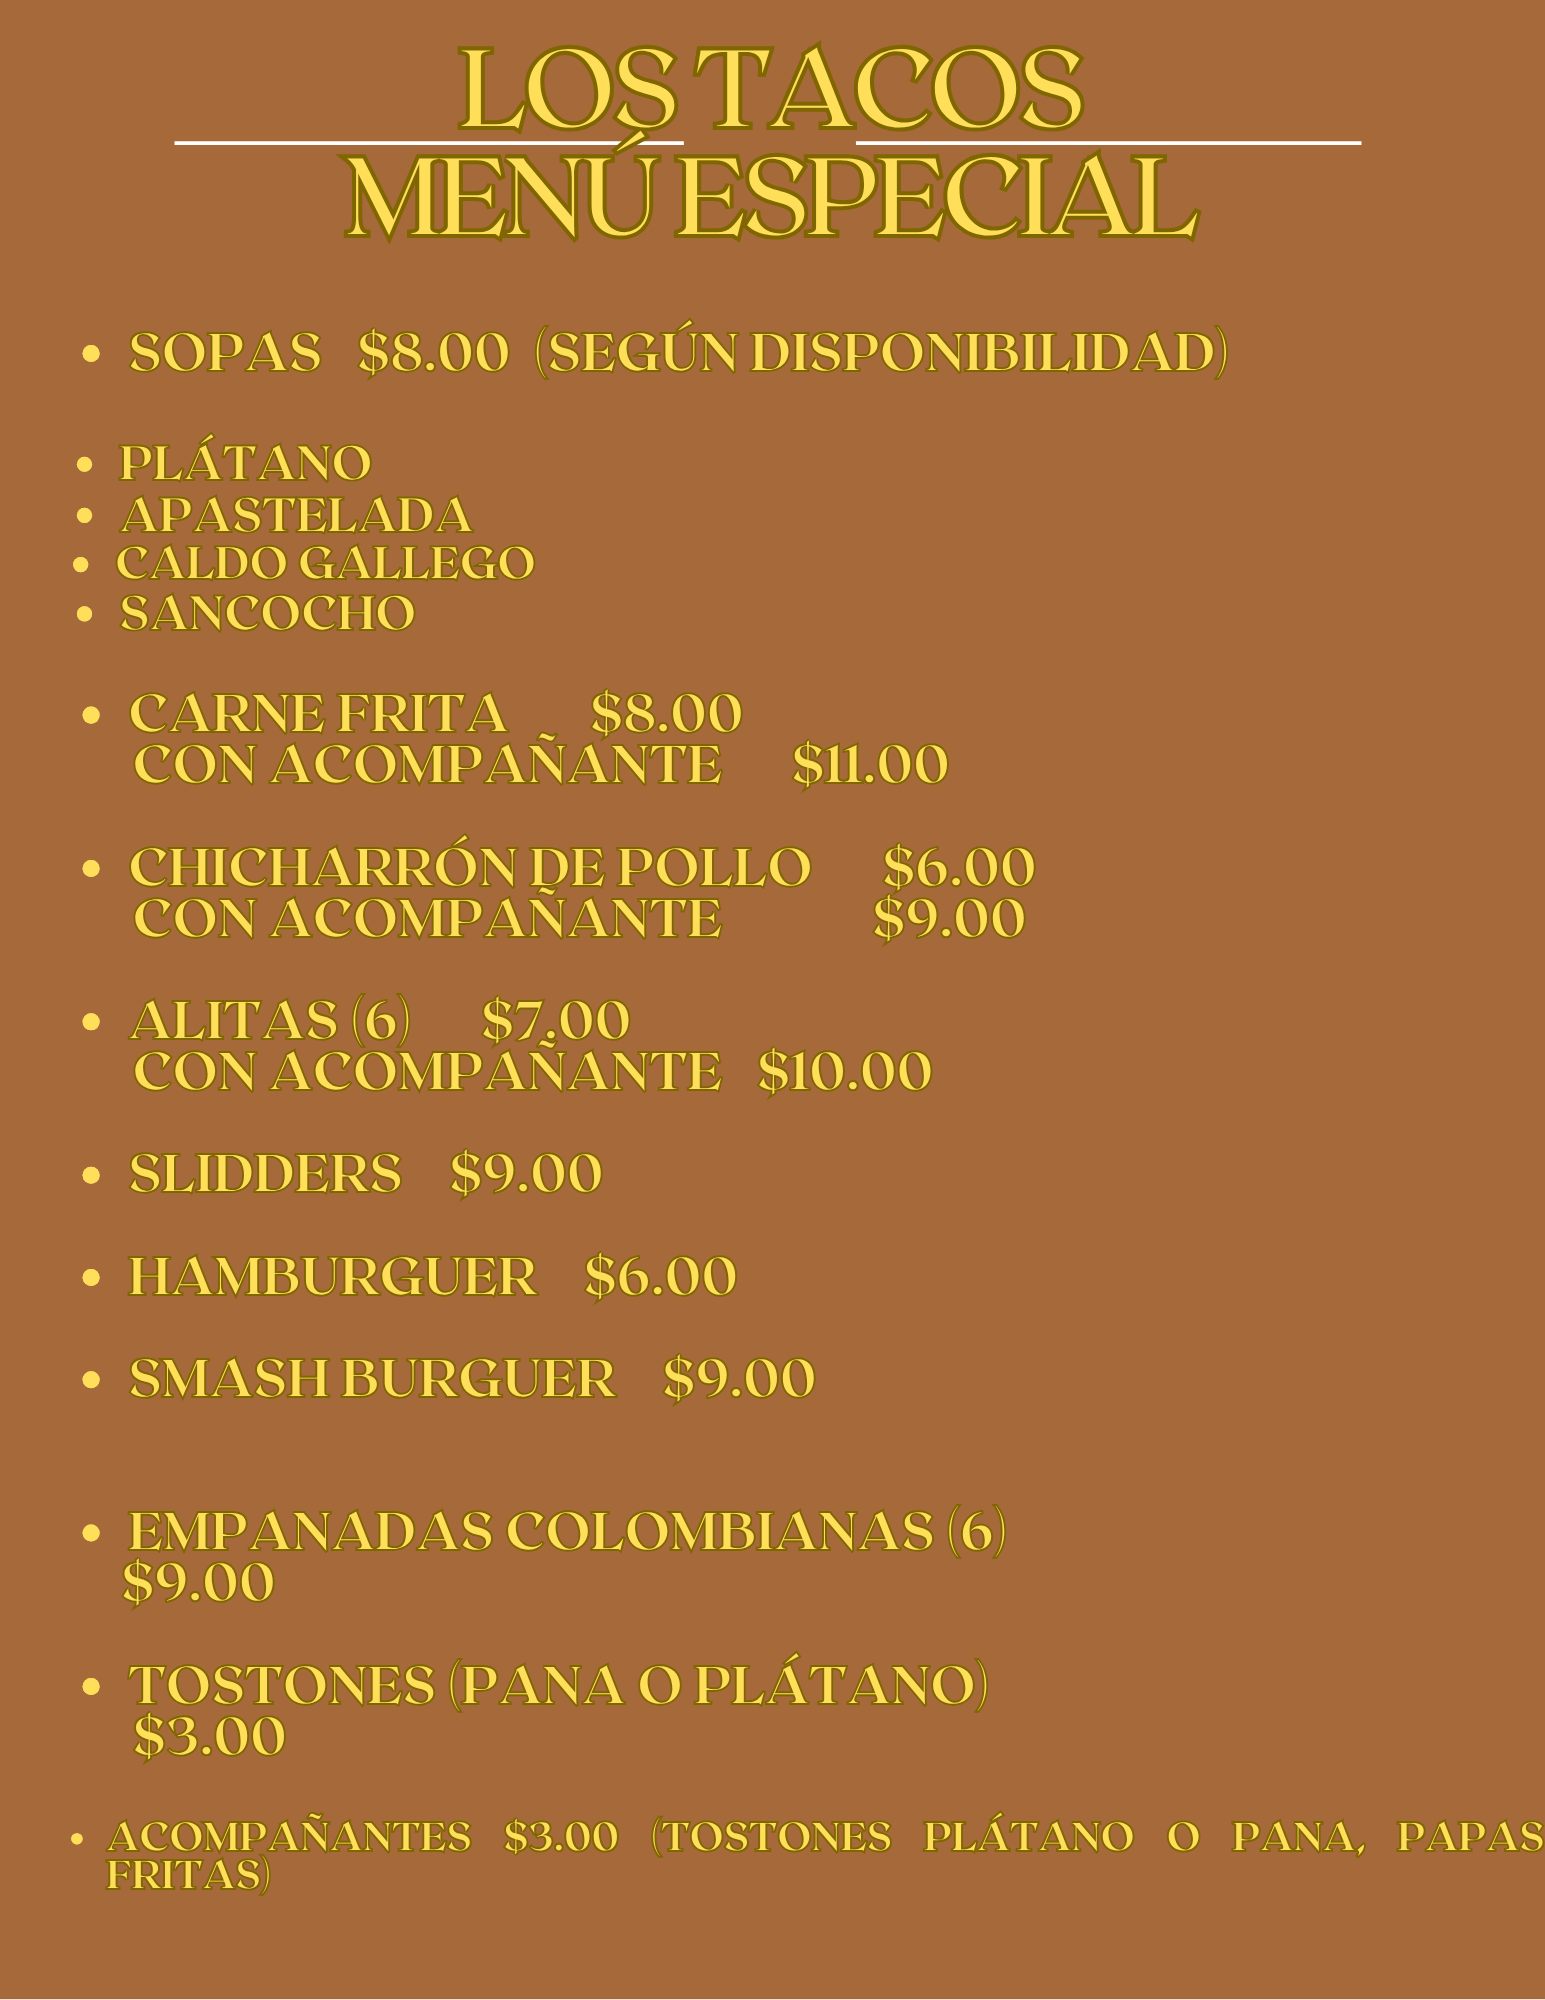 LOS TACOS
MENÚ ESPECIAL
• SOPAS $8.00 (SEGÚN DISPONIBILIDAD)
• PLÁTANO
• APASTELADA
• CALDO GALLEGO
• SANCOCHO
• CARNE FRITA $8.00
CON ACOMPAÑANTE $11.00
• CHICHARRÓN DE POLLO $6.00
CON ACOMPAÑANTE $9.00
• ALITAS (6) $7.00
CON ACOMPAÑANTE $10.00
• SLIDDERS $9.00
• HAMBURGUER $6.00
• SMASH BURGUER $9.00
• EMPANADAS COLOMBIANAS (6)
$9.00
• TOSTONES (PANA O PLÁTANO)
$3.00
• ACOMPAÑANTES $3.00 (TOSTONES PLÁTANO O PANA, PAPAS
FRITAS)